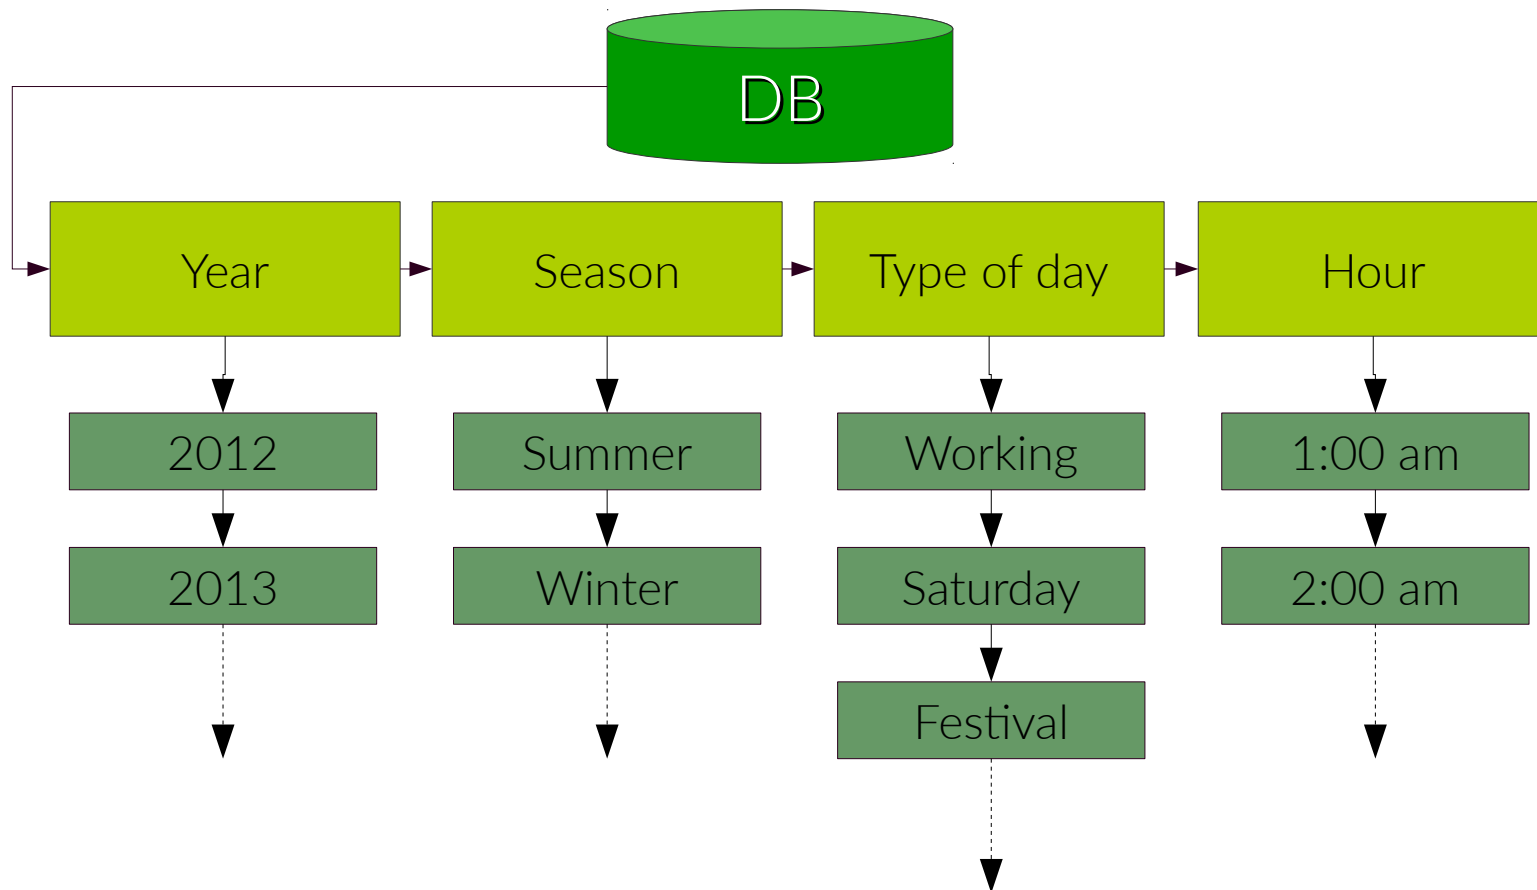 DB
Year
Season
Type of day
Hour
2012
Summer
Working
1:00 am
2013
Winter
Saturday
2:00 am
Festival